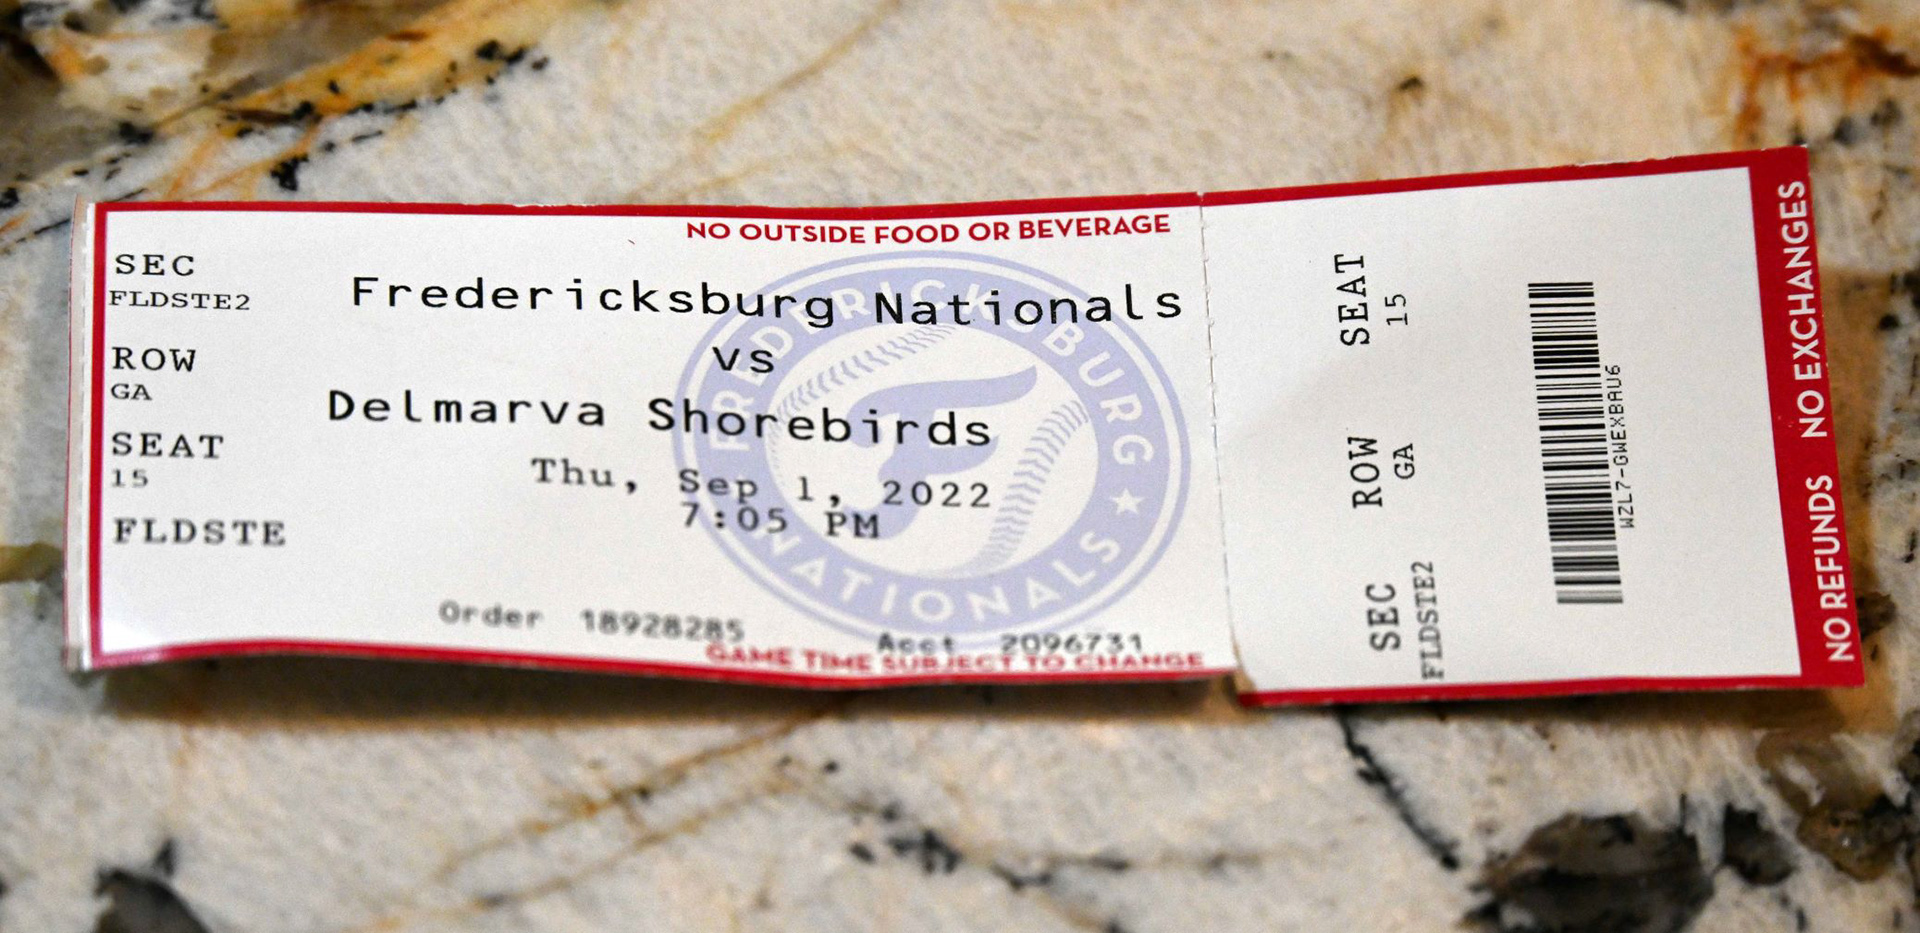 NO OUTSIDE FOOD OR BEVERAGE
SEC
FLDSTE2
ROW
GA
SEAT
15
FLDSTE
Fredericksburg Nationals
vs
Delmarva Shorebirds
Thu, Sep 1, 2022
7:05 PM
FREDERICKSBURG
F
NATIONALS
Order 18928285
Acct 2096731
GAME TIME SUBJECT TO CHANGE
SEAT
15
ROW
GA
SEC
FLDSTE2
WZL7-GWEXBAU6
NO REFUNDS NO EXCHANGES